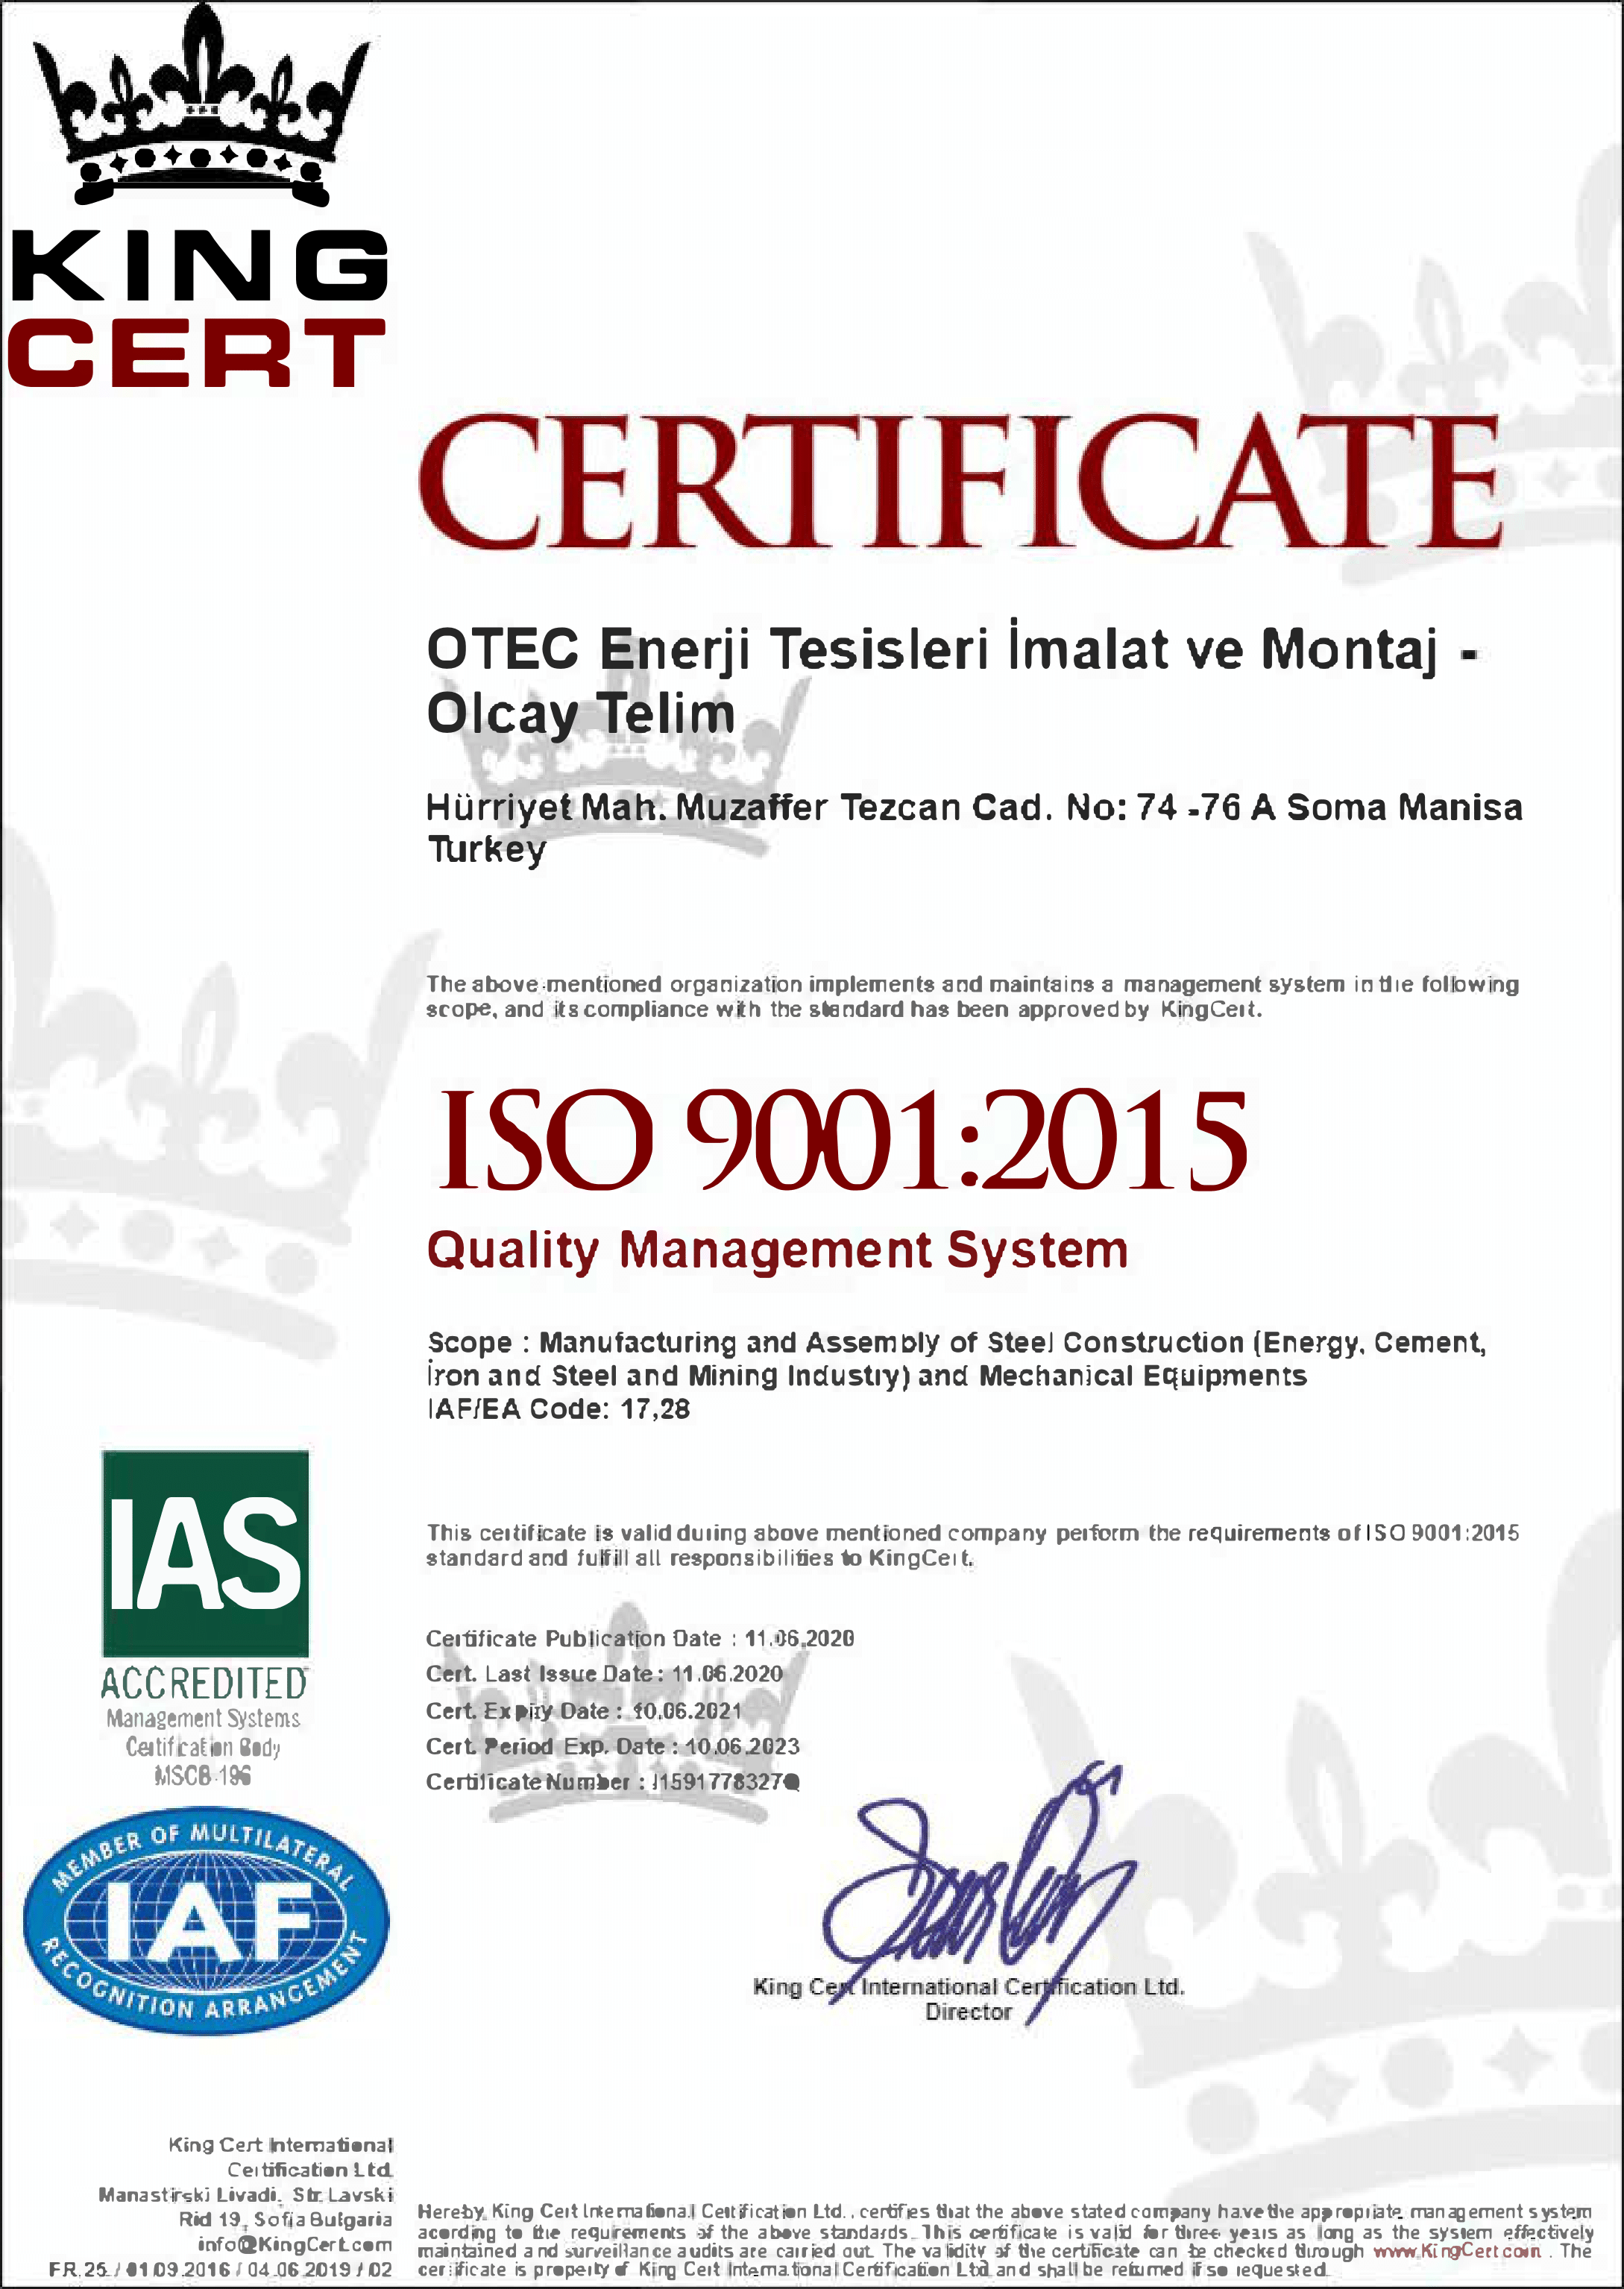 KING
CERT
CERTIFICATE
OTEC Enerji Tesisleri İmalat ve Montaj -
Olcay Telim
Hürriyet Mah. Muzaffer Tezcan Cad. No: 74 -76 A Soma Manisa
Turkey
The above mentioned organization implements and maintains a management system in the following
scope, and its compliance with the standard has been approved by KingCert.
ISO 9001:2015
Quality Management System
Scope : Manufacturing and Assembly of Steel Construction (Energy, Cement,
İron and Steel and Mining Industry) and Mechanical Equipments
IAF/EA Code: 17,28
This certificate is valid during above mentioned company perform the requirements of ISO 9001:2015
standard and fulfill all responsibilities to KingCert.
Certificate Publication Date : 11.06.2020
Cert. Last Issue Date : 11.06.2020
Cert. Expiry Date : 10.06.2021
Cert. Period Exp. Date : 10.06.2023
Certificate Number :
IAS
ACCREDITED
Management Systems
Certification Body
MSCB-196
MEMBER OF MULTILATERAL
IAF
RECOGNITION ARRANGEMENT
King Cert International Certification Ltd.
Director
King Cert International
Certification Ltd.
Manastirski Livadi, Str. Lavski
Rid 19, Sofia Bulgaria
info@KingCert.com
FR.25 / 01.09.2016 / 04.06.2019 / 02
Hereby, King Cert International Certification Ltd., certifies that the above stated company have the appropriate management system
acording to the requirements of the above standards. This certificate is valid for three years as long as the system effectively
maintained and surveillance audits are carried out. The validity of the certificate can be checked through www.KingCert.com . The
certificate is property of King Cert International Certification Ltd and shall be returned if so requested.